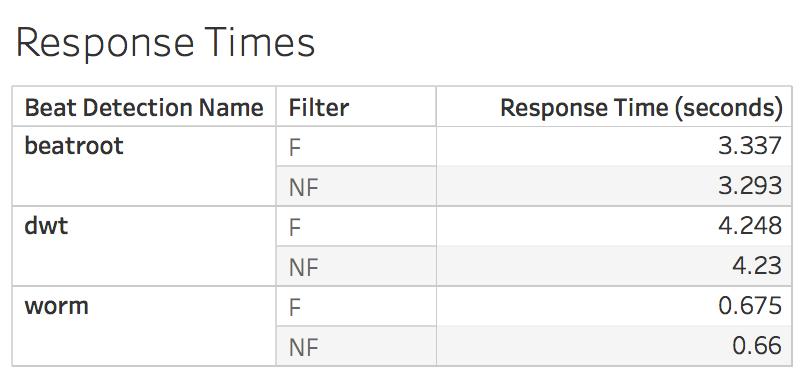 Response Times
Beat Detection Name Filter Response Time (seconds)
beatroot F 3.337
NF 3.293
dwt F 4.248
NF 4.23
worm F 0.675
NF 0.66